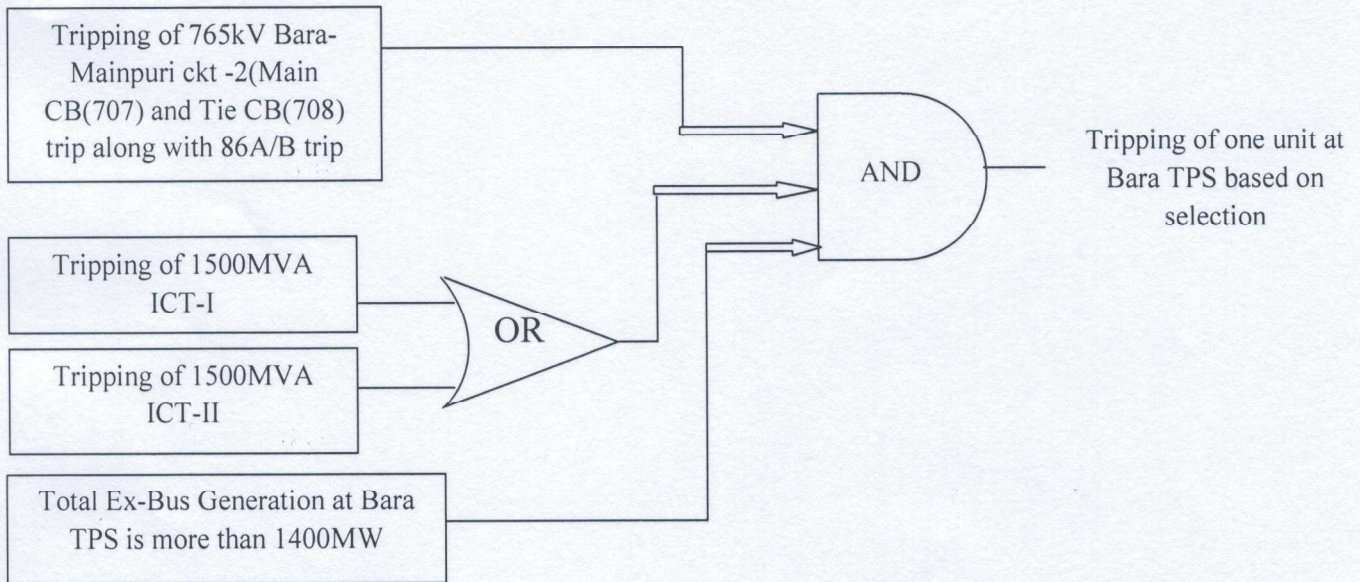 Tripping of 765kV Bara-
Mainpuri ckt -2(Main
CB(707) and Tie CB(708)
trip along with 86A/B trip
Tripping of 1500MVA
ICT-I
Tripping of 1500MVA
ICT-II
Total Ex-Bus Generation at Bara
TPS is more than 1400MW
OR
AND
Tripping of one unit at
Bara TPS based on
selection